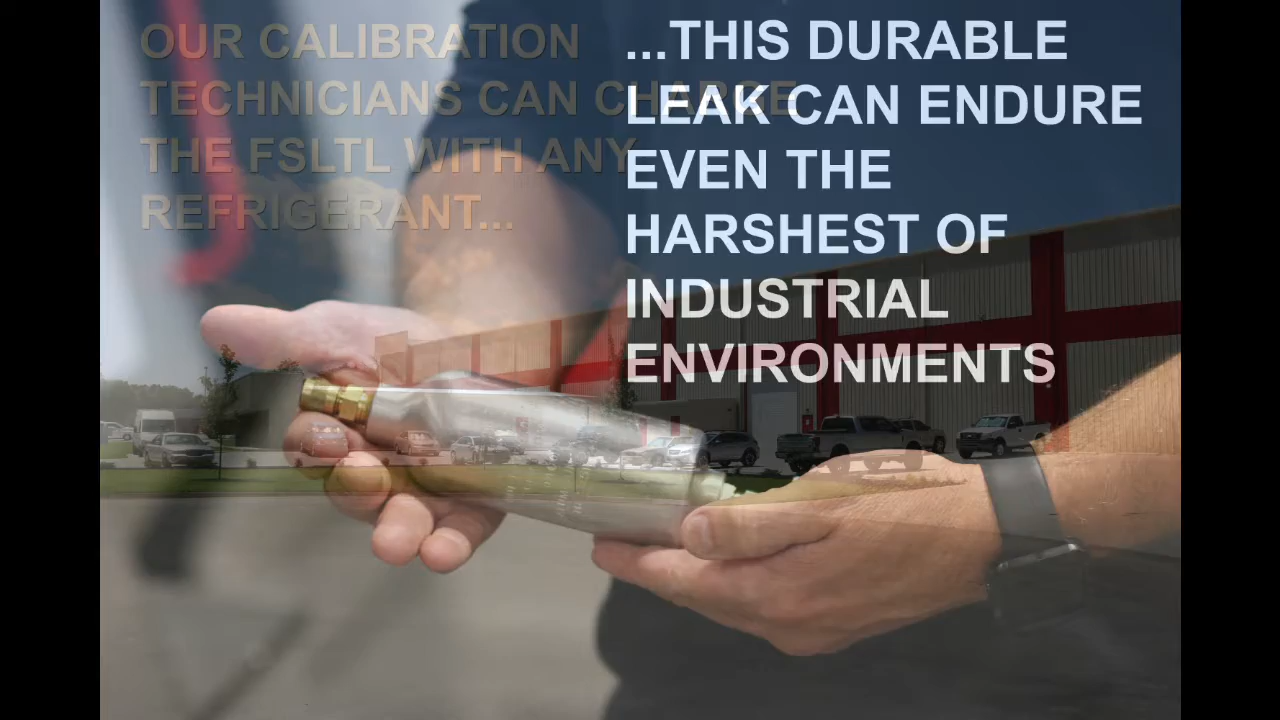 OUR CALIBRATION
TECHNICIANS CAN CHARGE
THE FSLTL WITH ANY
REFRIGERANT...
...THIS DURABLE
LEAK CAN ENDURE
EVEN THE
HARSHEST OF
INDUSTRIAL
ENVIRONMENTS